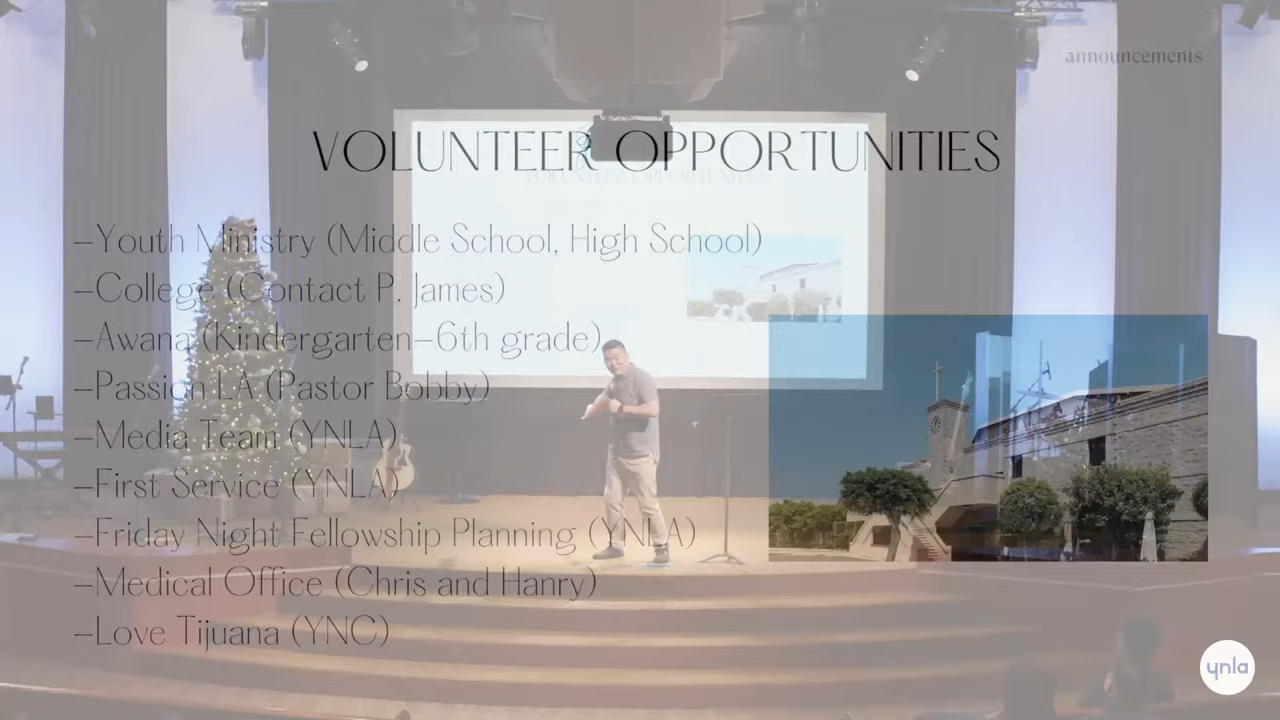 announcements
VOLUNTEER OPPORTUNITIES
VOLUNTEER OPPORTUNITIES
–Youth Ministry (Middle School, High School)
–College (Contact P. James)
–Awana (Kindergarten–6th grade)
–Passion LA (Pastor Bobby)
–Media Team (YNLA)
–First Service (YNLA)
–Friday Night Fellowship Planning (YNLA)
–Medical Office (Chris and Hanry)
–Love Tijuana (YNC)
ynla